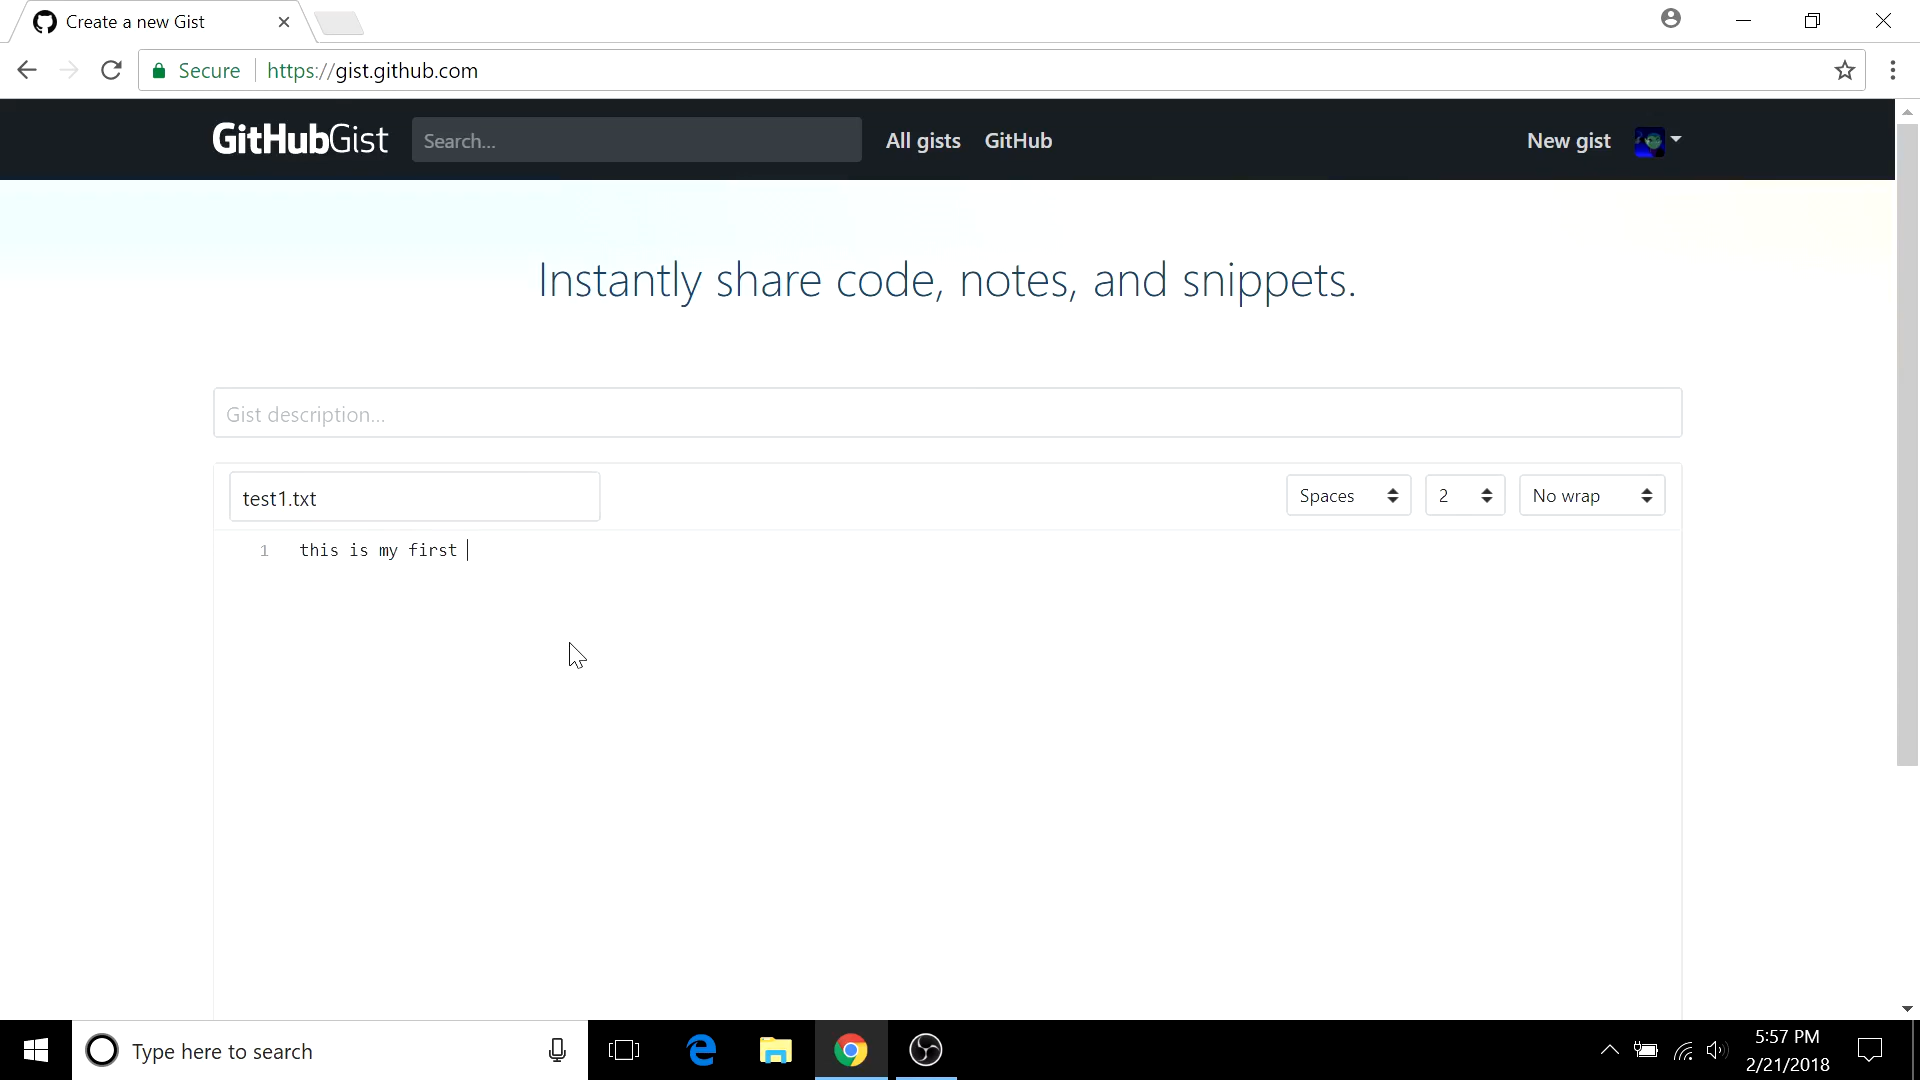 Create a new Gist
Secure https://gist.github.com
GitHubGist Search... All gists GitHub New gist
Instantly share code, notes, and snippets.
Gist description...
test1.txt Spaces 2 No wrap
1 this is my first
Type here to search
5:57 PM
2/21/2018